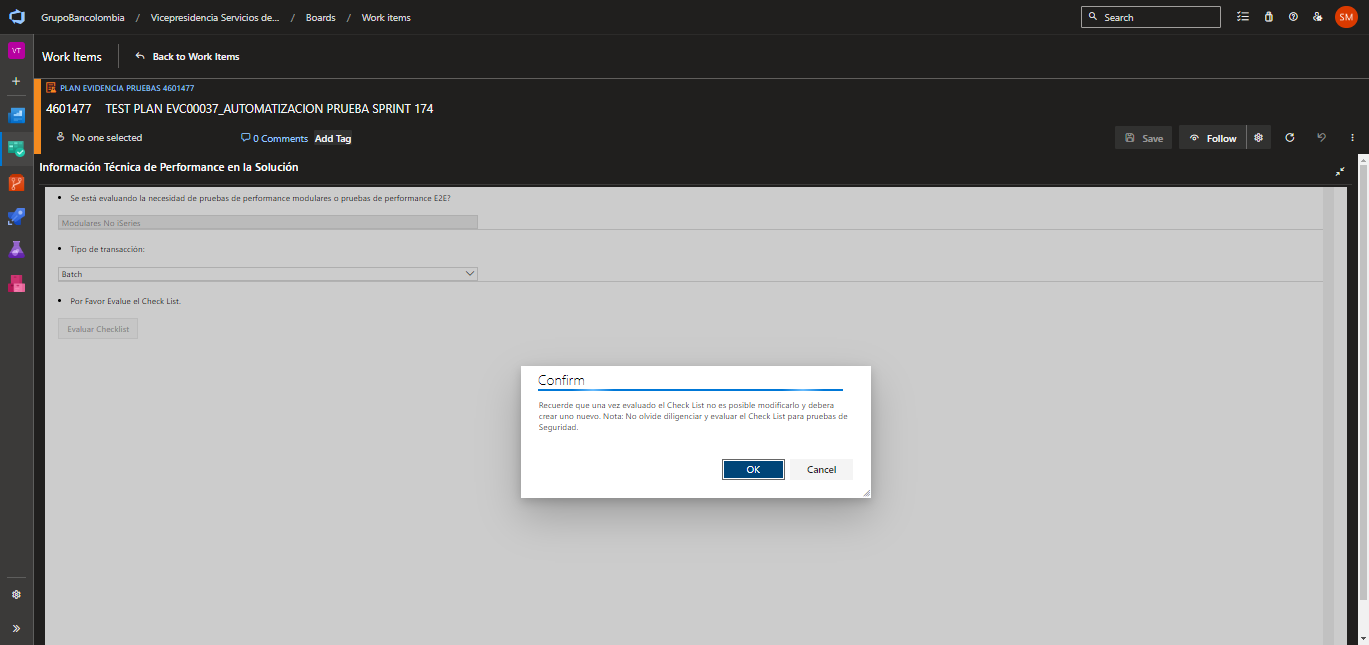 GrupoBancolombia / Vicepresidencia Servicios de... / Boards / Work items
Search
SM
VT
Work Items
Back to Work Items
PLAN EVIDENCIA PRUEBAS 4601477
4601477 TEST PLAN EVC00037_AUTOMATIZACION PRUEBA SPRINT 174
No one selected
0 Comments
Add Tag
Save
Follow
Información Técnica de Performance en la Solución
Se está evaluando la necesidad de pruebas de performance modulares o pruebas de performance E2E?
Modulares No iSeries
Tipo de transacción:
Batch
Por Favor Evalue el Check List.
Evaluar Checklist
Confirm
Recuerde que una vez evaluado el Check List no es posible modificarlo y debera
crear uno nuevo. Nota: No olvide diligenciar y evaluar el Check List para pruebas de
Seguridad.
OK
Cancel